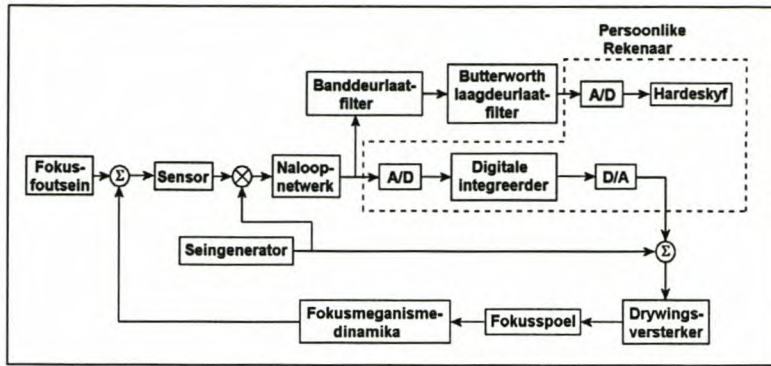 Persoonlike
Rekenaar
Banddeurlaat-
filter
Butterworth
laagdeurlaat-
filter
A/D
Hardeskyf
Fokus-
foutsein
Σ
Sensor
Naloop-
netwerk
A/D
Digitale
integreerder
D/A
Seingenerator
Σ
Fokusmeganisme-
dinamika
Fokusspoel
Drywings-
versterker